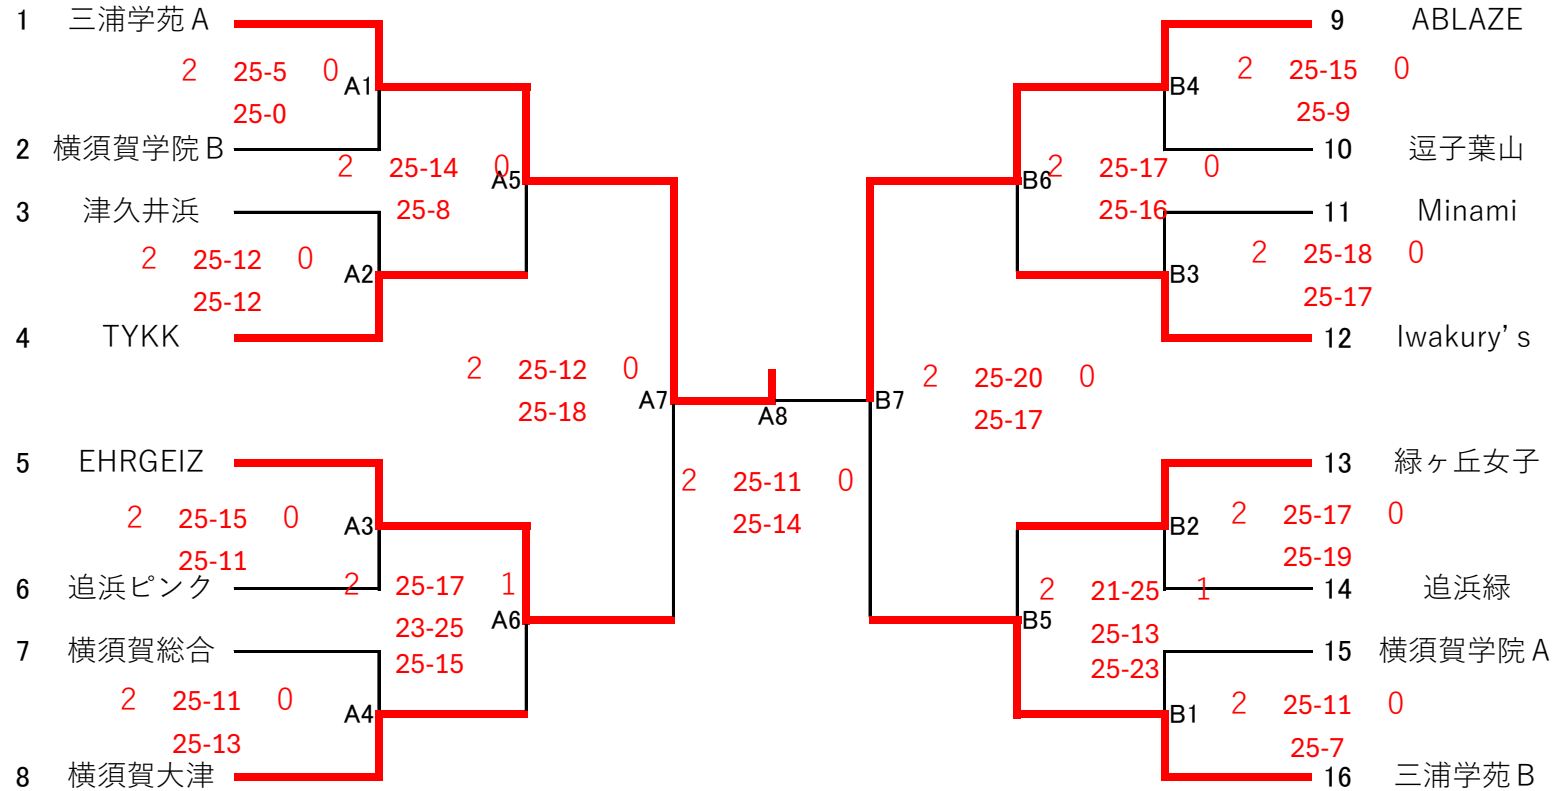 1 三浦学苑A
2 25-5 0
A1
25-0
2 横須賀学院B
2 25-14 0
A5
25-8
3 津久井浜
2 25-12 0
A2
25-12
4 TYKK
2 25-12 0
A7
25-18
5 EHRGEIZ
2 25-15 0
A3
25-11
6 追浜ピンク
2 25-17 1
A6
23-25
25-15
7 横須賀総合
2 25-11 0
A4
25-13
8 横須賀大津
A8
2 25-11 0
25-14
9 ABLAZE
B4
2 25-15 0
25-9
10 逗子葉山
B6
2 25-17 0
25-16
11 Minami
B3
2 25-18 0
25-17
12 Iwakury's
B7
2 25-20 0
25-17
13 緑ヶ丘女子
B2
2 25-17 0
25-19
14 追浜緑
B5
2 21-25 1
25-13
25-23
15 横須賀学院A
B1
2 25-11 0
25-7
16 三浦学苑B